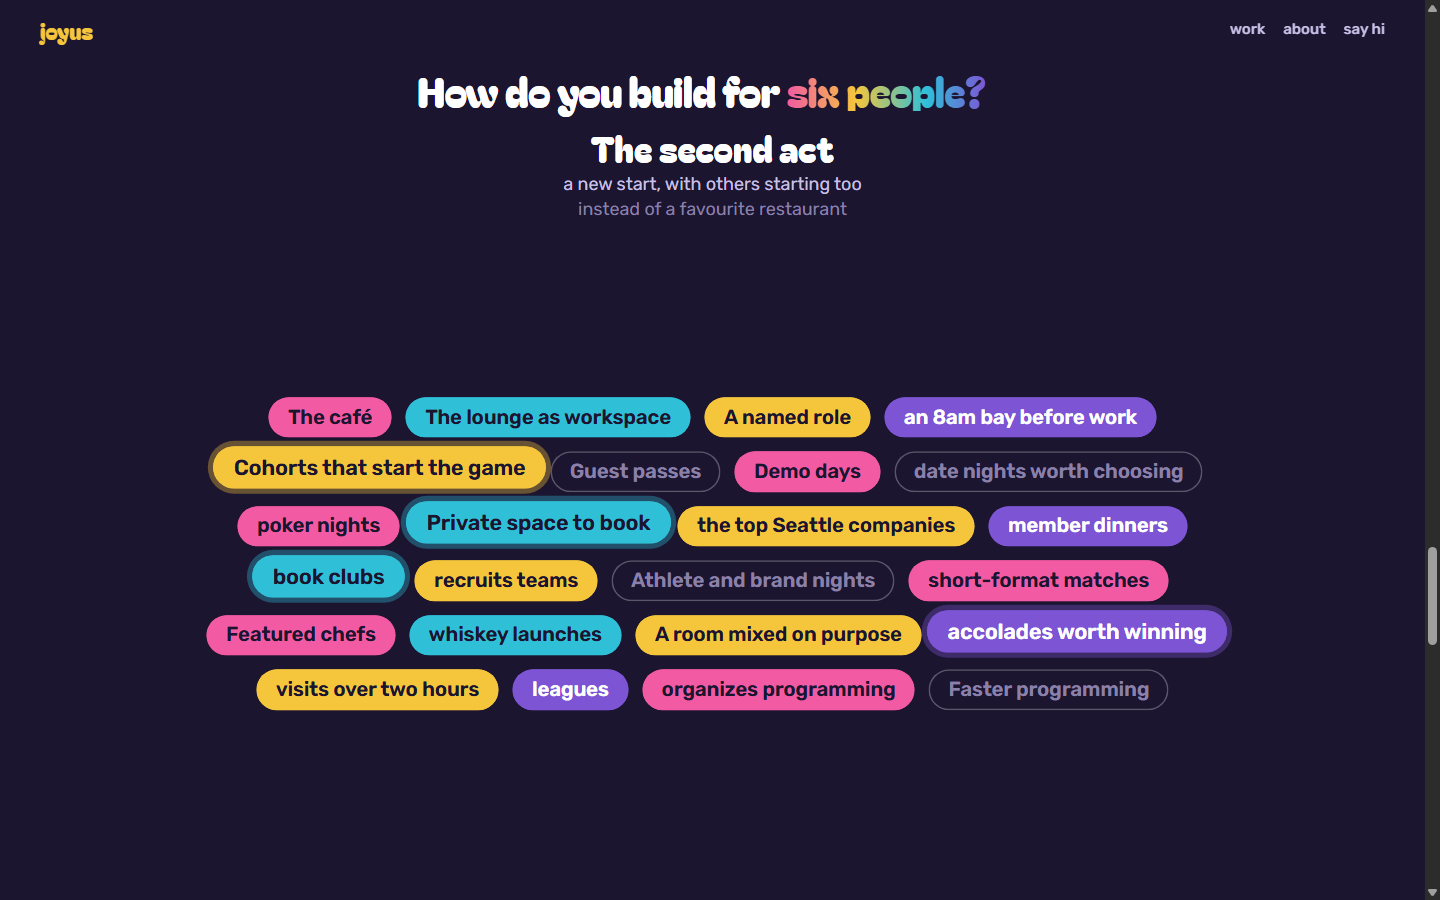 joyus
work about say hi
How do you build for six people?
The second act
a new start, with others starting too
instead of a favourite restaurant
The café The lounge as workspace A named role an 8am bay before work
Cohorts that start the game Guest passes Demo days date nights worth choosing
poker nights Private space to book the top Seattle companies member dinners
book clubs recruits teams Athlete and brand nights short-format matches
Featured chefs whiskey launches A room mixed on purpose accolades worth winning
visits over two hours leagues organizes programming Faster programming